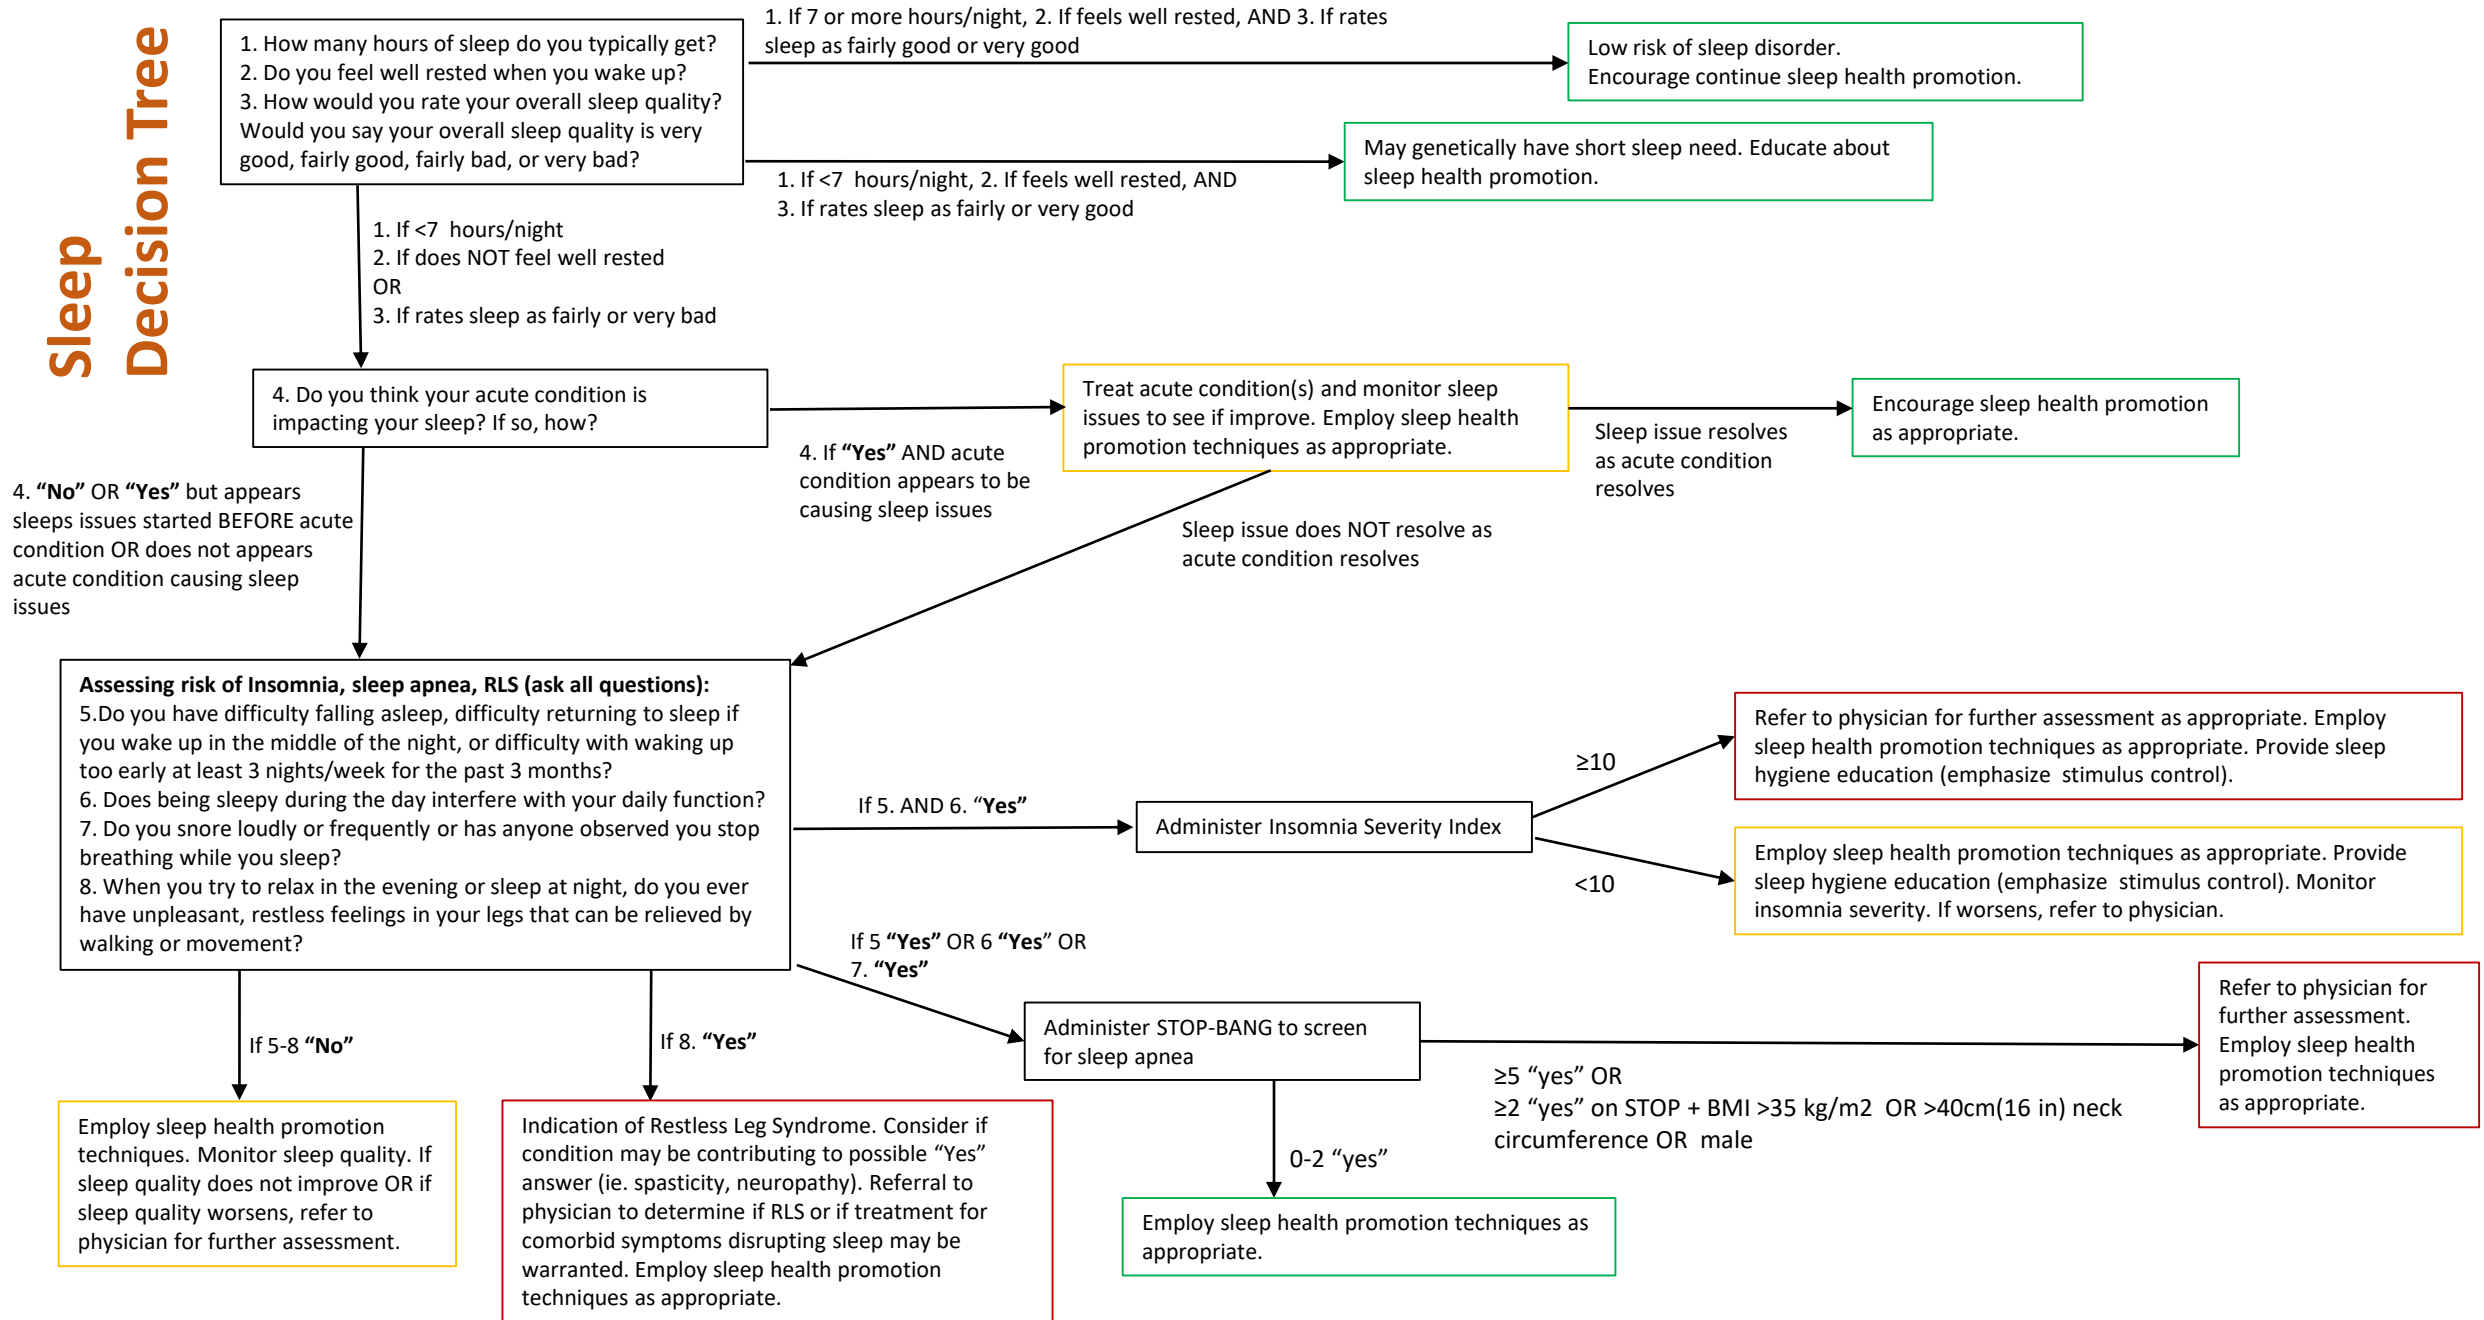 Sleep
Decision Tree
1. How many hours of sleep do you typically get?
2. Do you feel well rested when you wake up?
3. How would you rate your overall sleep quality?
Would you say your overall sleep quality is very
good, fairly good, fairly bad, or very bad?
1. If 7 or more hours/night, 2. If feels well rested, AND 3. If rates
sleep as fairly good or very good
Low risk of sleep disorder.
Encourage continue sleep health promotion.
1. If <7 hours/night, 2. If feels well rested, AND
3. If rates sleep as fairly or very good
May genetically have short sleep need. Educate about
sleep health promotion.
1. If <7 hours/night
2. If does NOT feel well rested
OR
3. If rates sleep as fairly or very bad
4. Do you think your acute condition is
impacting your sleep? If so, how?
4. If “Yes” AND acute
condition appears to be
causing sleep issues
Treat acute condition(s) and monitor sleep
issues to see if improve. Employ sleep health
promotion techniques as appropriate.
Sleep issue resolves
as acute condition
resolves
Encourage sleep health promotion
as appropriate.
4. “No” OR “Yes” but appears
sleeps issues started BEFORE acute
condition OR does not appears
acute condition causing sleep
issues
Sleep issue does NOT resolve as
acute condition resolves
Assessing risk of Insomnia, sleep apnea, RLS (ask all questions):
5.Do you have difficulty falling asleep, difficulty returning to sleep if
you wake up in the middle of the night, or difficulty with waking up
too early at least 3 nights/week for the past 3 months?
6. Does being sleepy during the day interfere with your daily function?
7. Do you snore loudly or frequently or has anyone observed you stop
breathing while you sleep?
8. When you try to relax in the evening or sleep at night, do you ever
have unpleasant, restless feelings in your legs that can be relieved by
walking or movement?
If 5. AND 6. “Yes”
Administer Insomnia Severity Index
≥10
Refer to physician for further assessment as appropriate. Employ
sleep health promotion techniques as appropriate. Provide sleep
hygiene education (emphasize stimulus control).
<10
Employ sleep health promotion techniques as appropriate. Provide
sleep hygiene education (emphasize stimulus control). Monitor
insomnia severity. If worsens, refer to physician.
If 5 “Yes” OR 6 “Yes” OR
7. “Yes”
Administer STOP-BANG to screen
for sleep apnea
≥5 “yes” OR
≥2 “yes” on STOP + BMI >35 kg/m2 OR >40cm(16 in) neck
circumference OR male
Refer to physician for
further assessment.
Employ sleep health
promotion techniques
as appropriate.
0-2 “yes”
Employ sleep health promotion techniques as
appropriate.
If 5-8 “No”
Employ sleep health promotion
techniques. Monitor sleep quality. If
sleep quality does not improve OR if
sleep quality worsens, refer to
physician for further assessment.
If 8. “Yes”
Indication of Restless Leg Syndrome. Consider if
condition may be contributing to possible “Yes”
answer (ie. spasticity, neuropathy). Referral to
physician to determine if RLS or if treatment for
comorbid symptoms disrupting sleep may be
warranted. Employ sleep health promotion
techniques as appropriate.